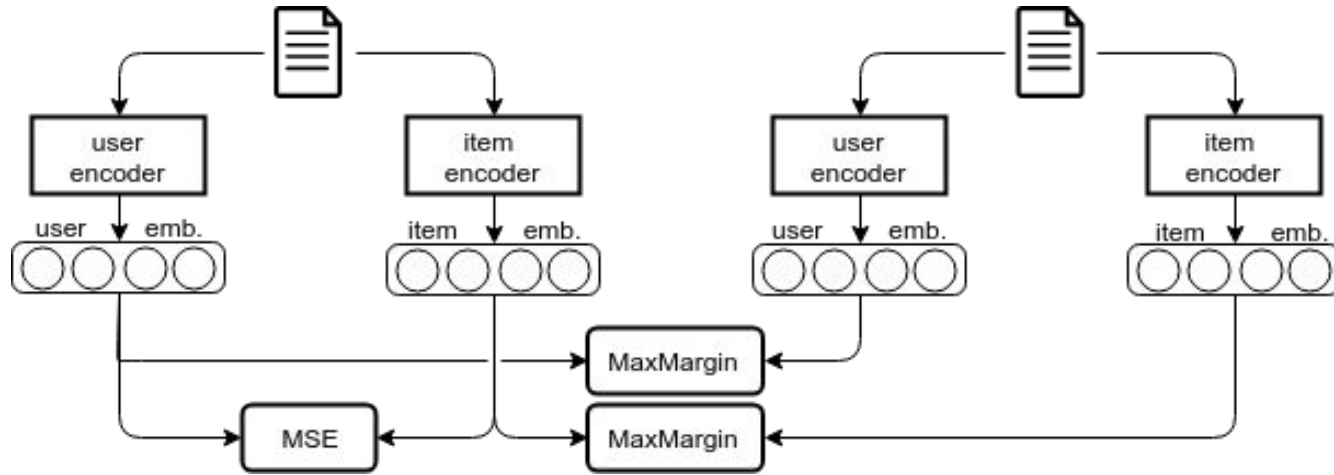 user
encoder
item
encoder
user
encoder
item
encoder
user emb.
item emb.
user emb.
item emb.
MaxMargin
MSE
MaxMargin